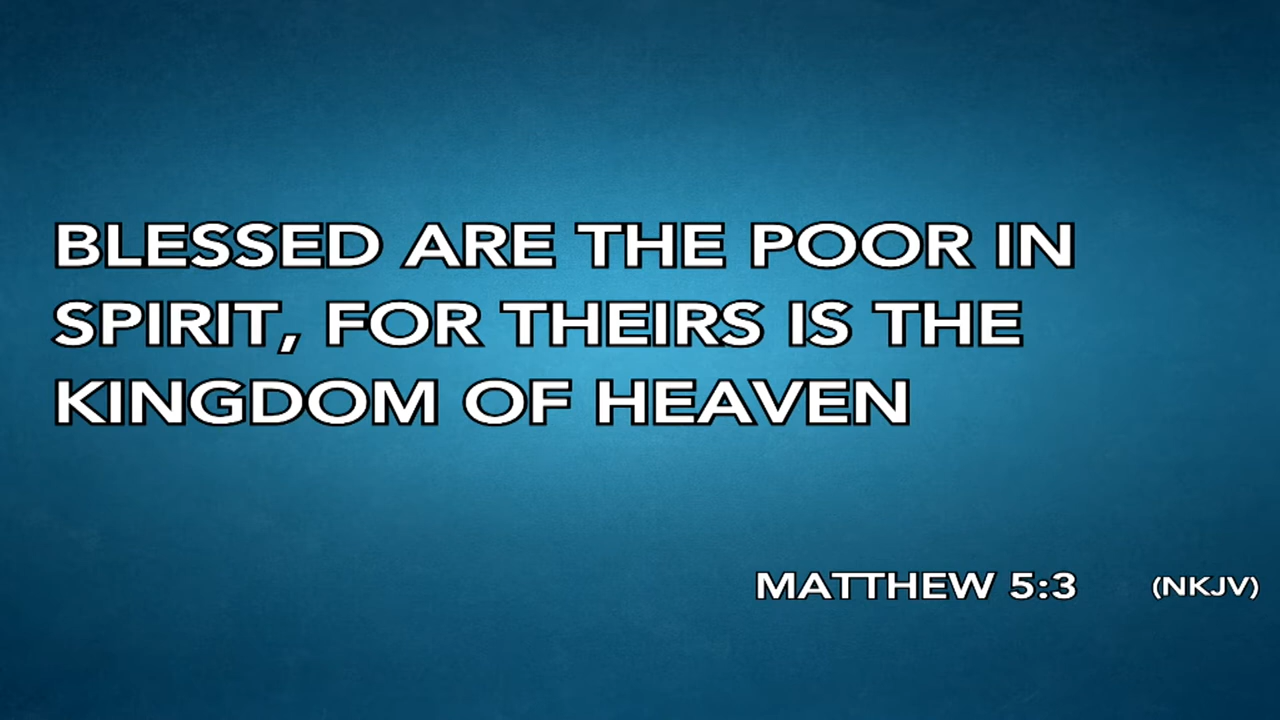 BLESSED ARE THE POOR IN
SPIRIT, FOR THEIRS IS THE
KINGDOM OF HEAVEN
MATTHEW 5:3 (NKJV)